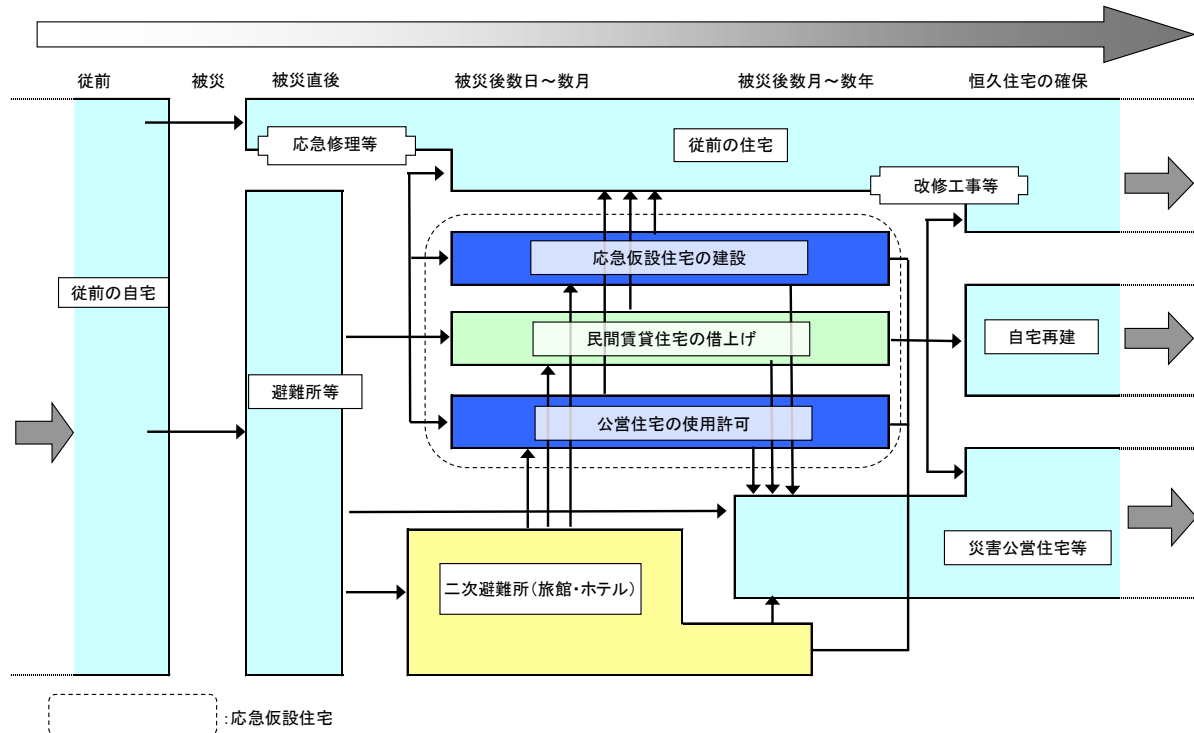 従前
被災
被災直後
被災後数日～数月
被災後数月～数年
恒久住宅の確保
応急修理等
従前の住宅
改修工事等
応急仮設住宅の建設
従前の自宅
民間賃貸住宅の借上げ
自宅再建
避難所等
公営住宅の使用許可
災害公営住宅等
二次避難所（旅館・ホテル）
：応急仮設住宅